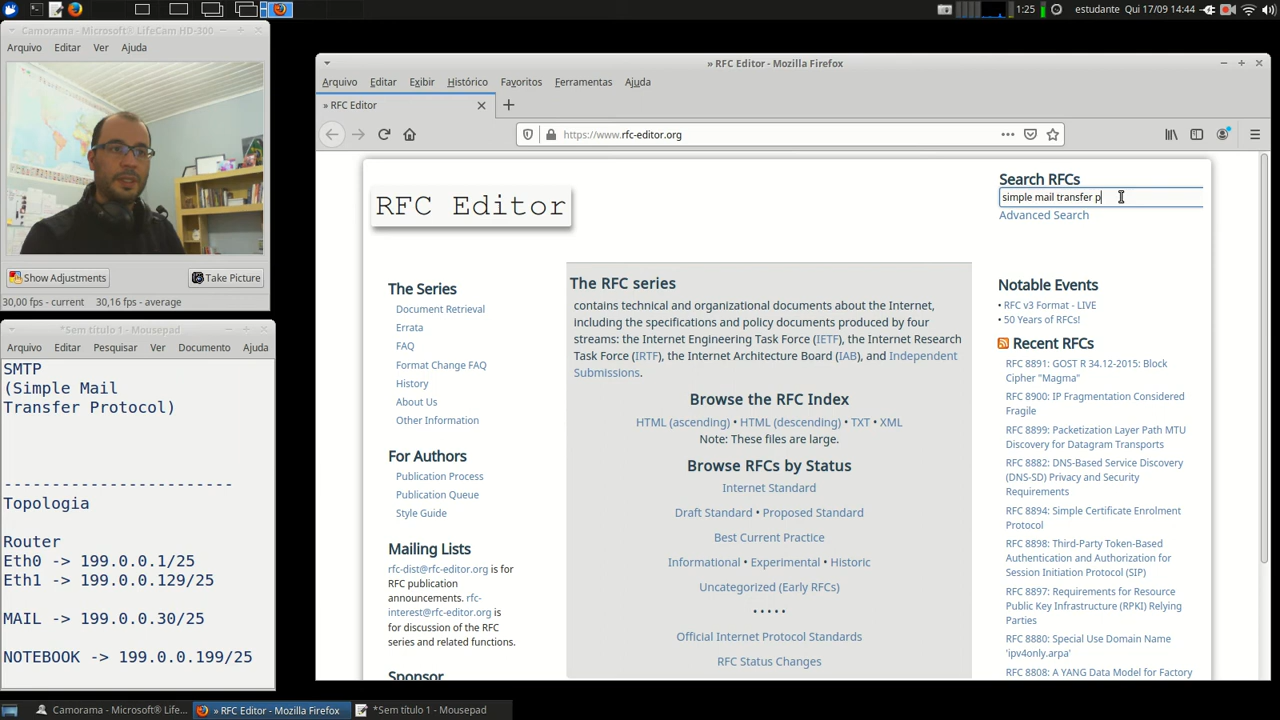 1:25 estudante Qui 17/09 14:44
Camorama - Microsoft® LifeCam HD-300
Arquivo Editar Ver Ajuda
Show Adjustments Take Picture
30,00 fps - current 30,16 fps - average
*Sem título 1 - Mousepad
Arquivo Editar Pesquisar Ver Documento Ajuda
SMTP
(Simple Mail
Transfer Protocol)
------------------------
Topologia
Router
Eth0 -> 199.0.0.1/25
Eth1 -> 199.0.0.129/25
MAIL -> 199.0.0.30/25
NOTEBOOK -> 199.0.0.199/25
» RFC Editor - Mozilla Firefox
Arquivo Editar Exibir Histórico Favoritos Ferramentas Ajuda
» RFC Editor
https://www.rfc-editor.org
RFC Editor
Search RFCs
simple mail transfer p
Advanced Search
The Series
Document Retrieval
Errata
FAQ
Format Change FAQ
History
About Us
Other Information
For Authors
Publication Process
Publication Queue
Style Guide
Mailing Lists
rfc-dist@rfc-editor.org is for
RFC publication
announcements. rfc-
interest@rfc-editor.org is
for discussion of the RFC
series and related functions.
Sponsor
The RFC series
contains technical and organizational documents about the Internet,
including the specifications and policy documents produced by four
streams: the Internet Engineering Task Force (IETF), the Internet Research
Task Force (IRTF), the Internet Architecture Board (IAB), and Independent
Submissions.
Browse the RFC Index
HTML (ascending) • HTML (descending) • TXT • XML
Note: These files are large.
Browse RFCs by Status
Internet Standard
Draft Standard • Proposed Standard
Best Current Practice
Informational • Experimental • Historic
Uncategorized (Early RFCs)
• • • • •
Official Internet Protocol Standards
RFC Status Changes
Notable Events
• RFC v3 Format - LIVE
• 50 Years of RFCs!
Recent RFCs
RFC 8891: GOST R 34.12-2015: Block
Cipher "Magma"
RFC 8900: IP Fragmentation Considered
Fragile
RFC 8899: Packetization Layer Path MTU
Discovery for Datagram Transports
RFC 8882: DNS-Based Service Discovery
(DNS-SD) Privacy and Security
Requirements
RFC 8894: Simple Certificate Enrolment
Protocol
RFC 8898: Third-Party Token-Based
Authentication and Authorization for
Session Initiation Protocol (SIP)
RFC 8897: Requirements for Resource
Public Key Infrastructure (RPKI) Relying
Parties
RFC 8880: Special Use Domain Name
'ipv4only.arpa'
RFC 8808: A YANG Data Model for Factory
Camorama - Microsoft® Life... » RFC Editor - Mozilla Firefox *Sem título 1 - Mousepad